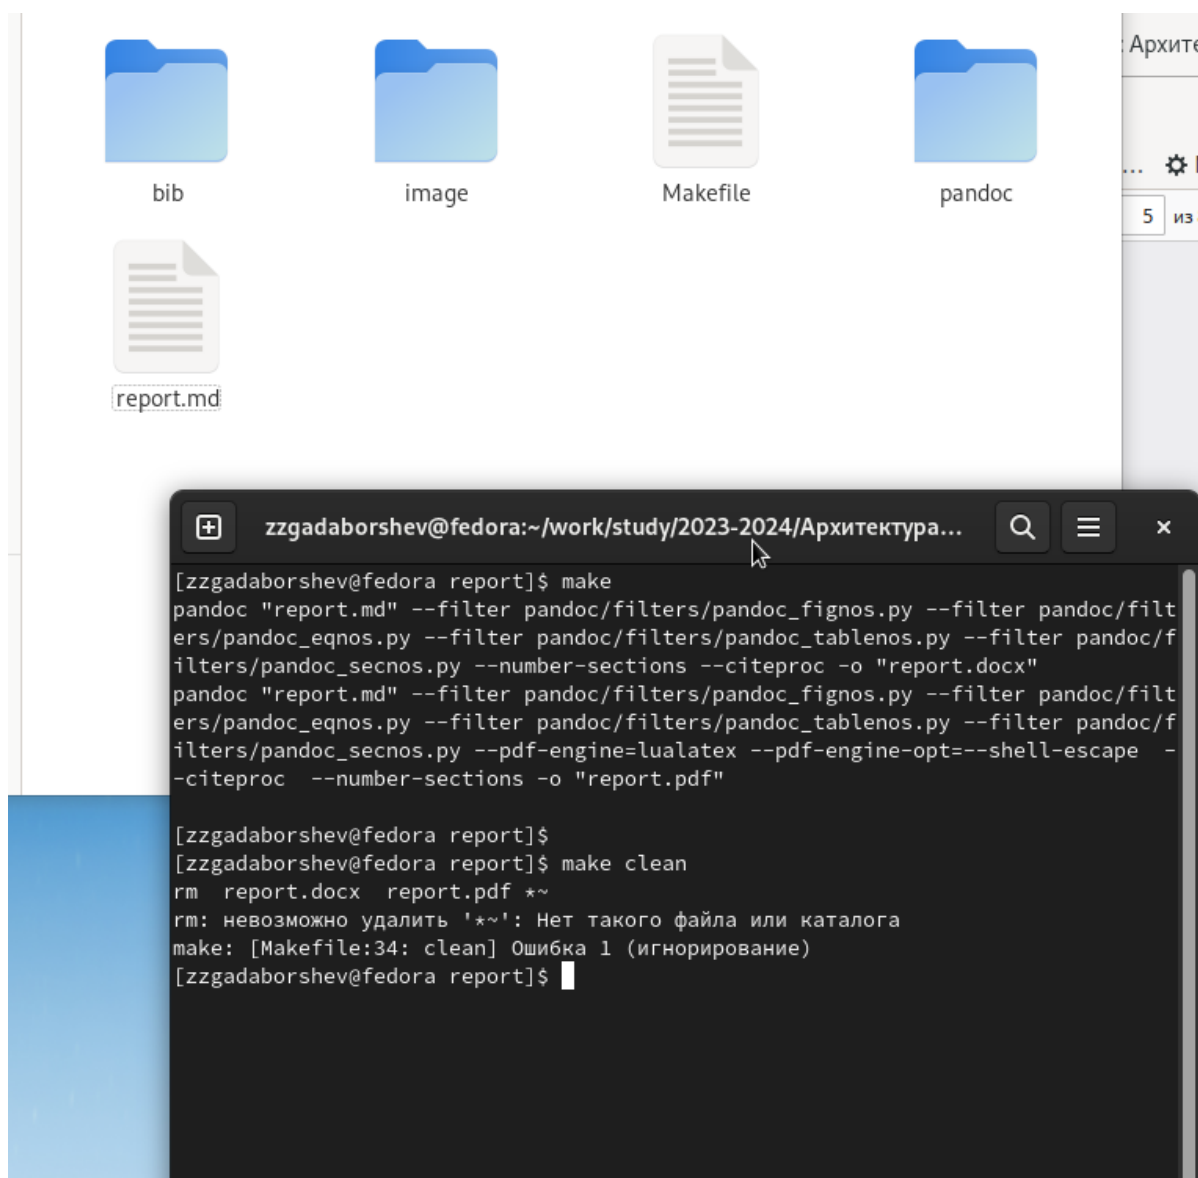 bib
image
Makefile
pandoc
report.md
: Архите
...
5 из
zzgadaborshev@fedora:~/work/study/2023-2024/Архитектура...
[zzgadaborshev@fedora report]$ make
pandoc "report.md" --filter pandoc/filters/pandoc_fignos.py --filter pandoc/filt
ers/pandoc_eqnos.py --filter pandoc/filters/pandoc_tablenos.py --filter pandoc/f
ilters/pandoc_secnos.py --number-sections --citeproc -o "report.docx"
pandoc "report.md" --filter pandoc/filters/pandoc_fignos.py --filter pandoc/filt
ers/pandoc_eqnos.py --filter pandoc/filters/pandoc_tablenos.py --filter pandoc/f
ilters/pandoc_secnos.py --pdf-engine=lualatex --pdf-engine-opt=--shell-escape  -
-citeproc  --number-sections -o "report.pdf"
[zzgadaborshev@fedora report]$
[zzgadaborshev@fedora report]$ make clean
rm  report.docx  report.pdf *~
rm: невозможно удалить '*~': Нет такого файла или каталога
make: [Makefile:34: clean] Ошибка 1 (игнорирование)
[zzgadaborshev@fedora report]$